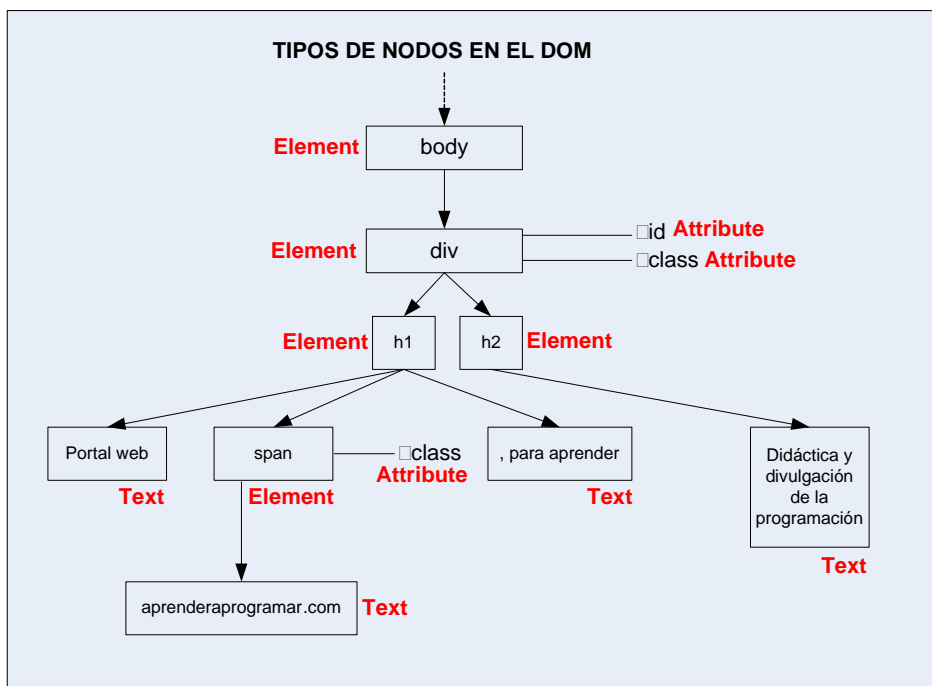 TIPOS DE NODOS EN EL DOM
Element
body
Element
div
id Attribute
class Attribute
Element
h1
h2
Element
Portal web
Text
span
Element
class
Attribute
, para aprender
Text
Didáctica y
divulgación
de la
programación
Text
aprenderaprogramar.com
Text